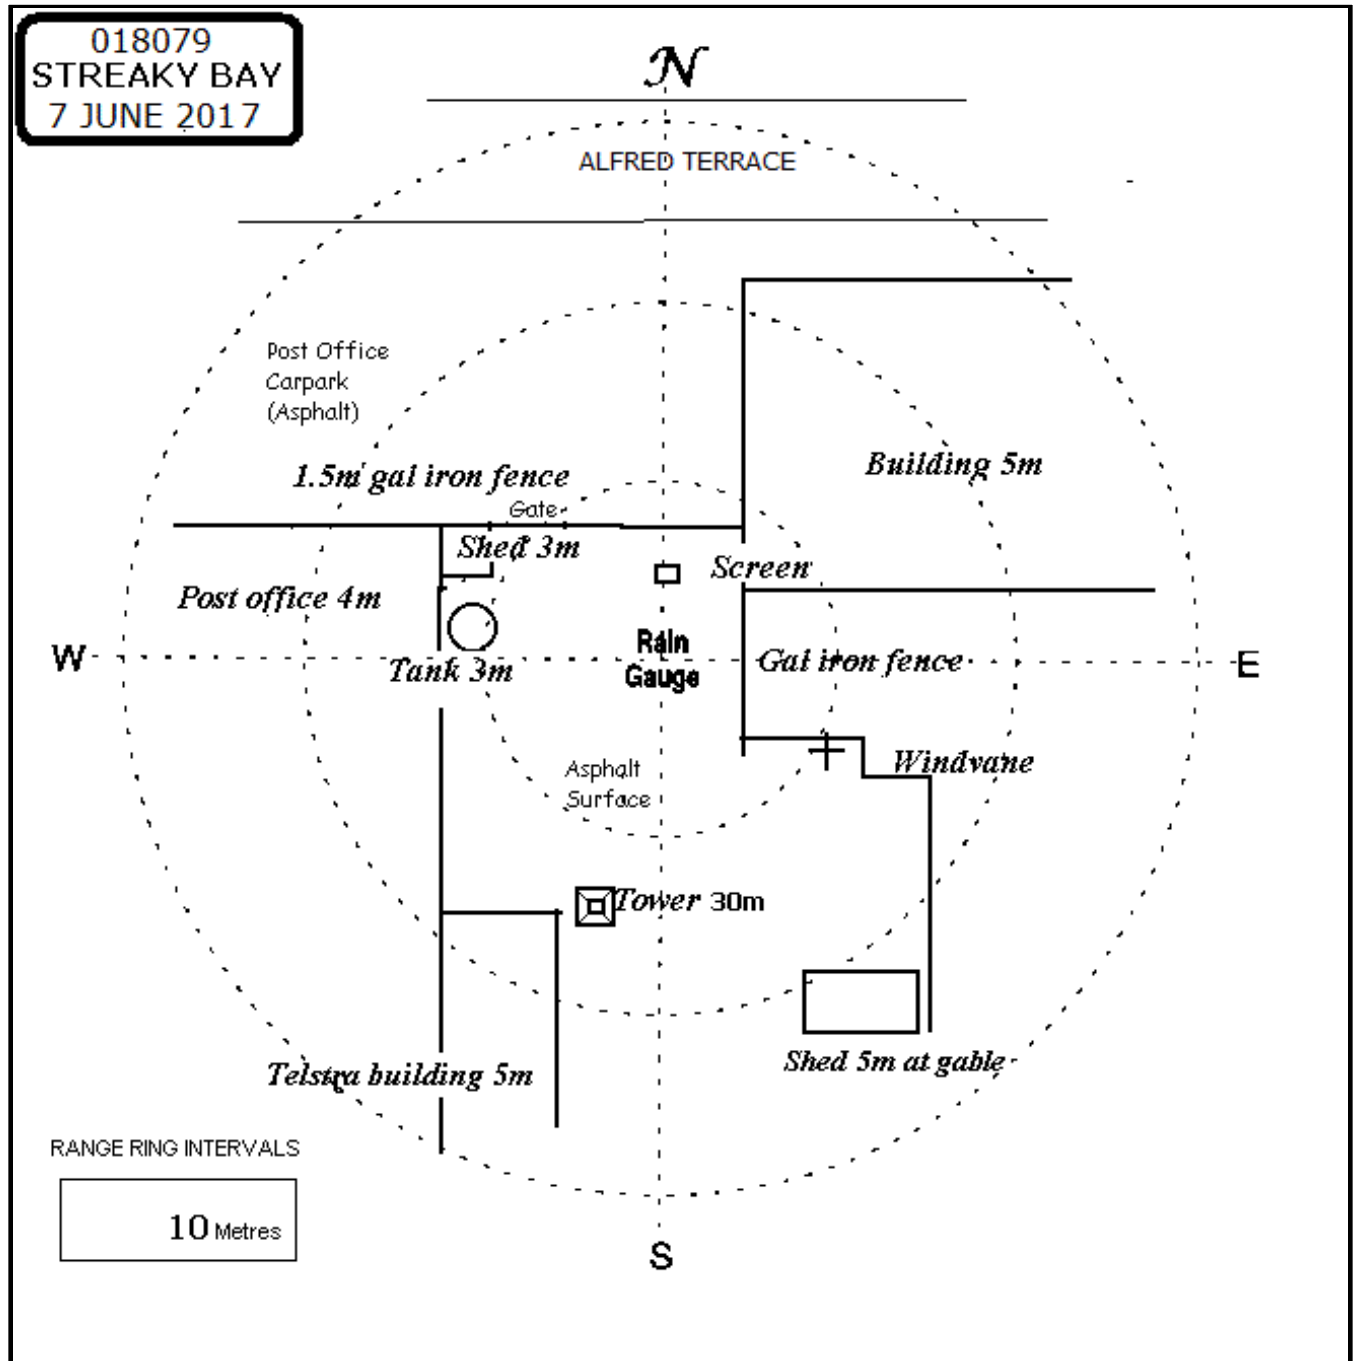 018079
STREAKY BAY
7 JUNE 2017
N
ALFRED TERRACE
Post Office
Carpark
(Asphalt)
1.5m gal iron fence
Building 5m
Gate
Shed 3m
Screen
Post office 4m
Rain
Gauge
W
Tank 3m
Gal iron fence
E
Windvane
Asphalt
Surface
Tower 30m
Telstra building 5m
Shed 5m at gable
RANGE RING INTERVALS
10 Metres
S